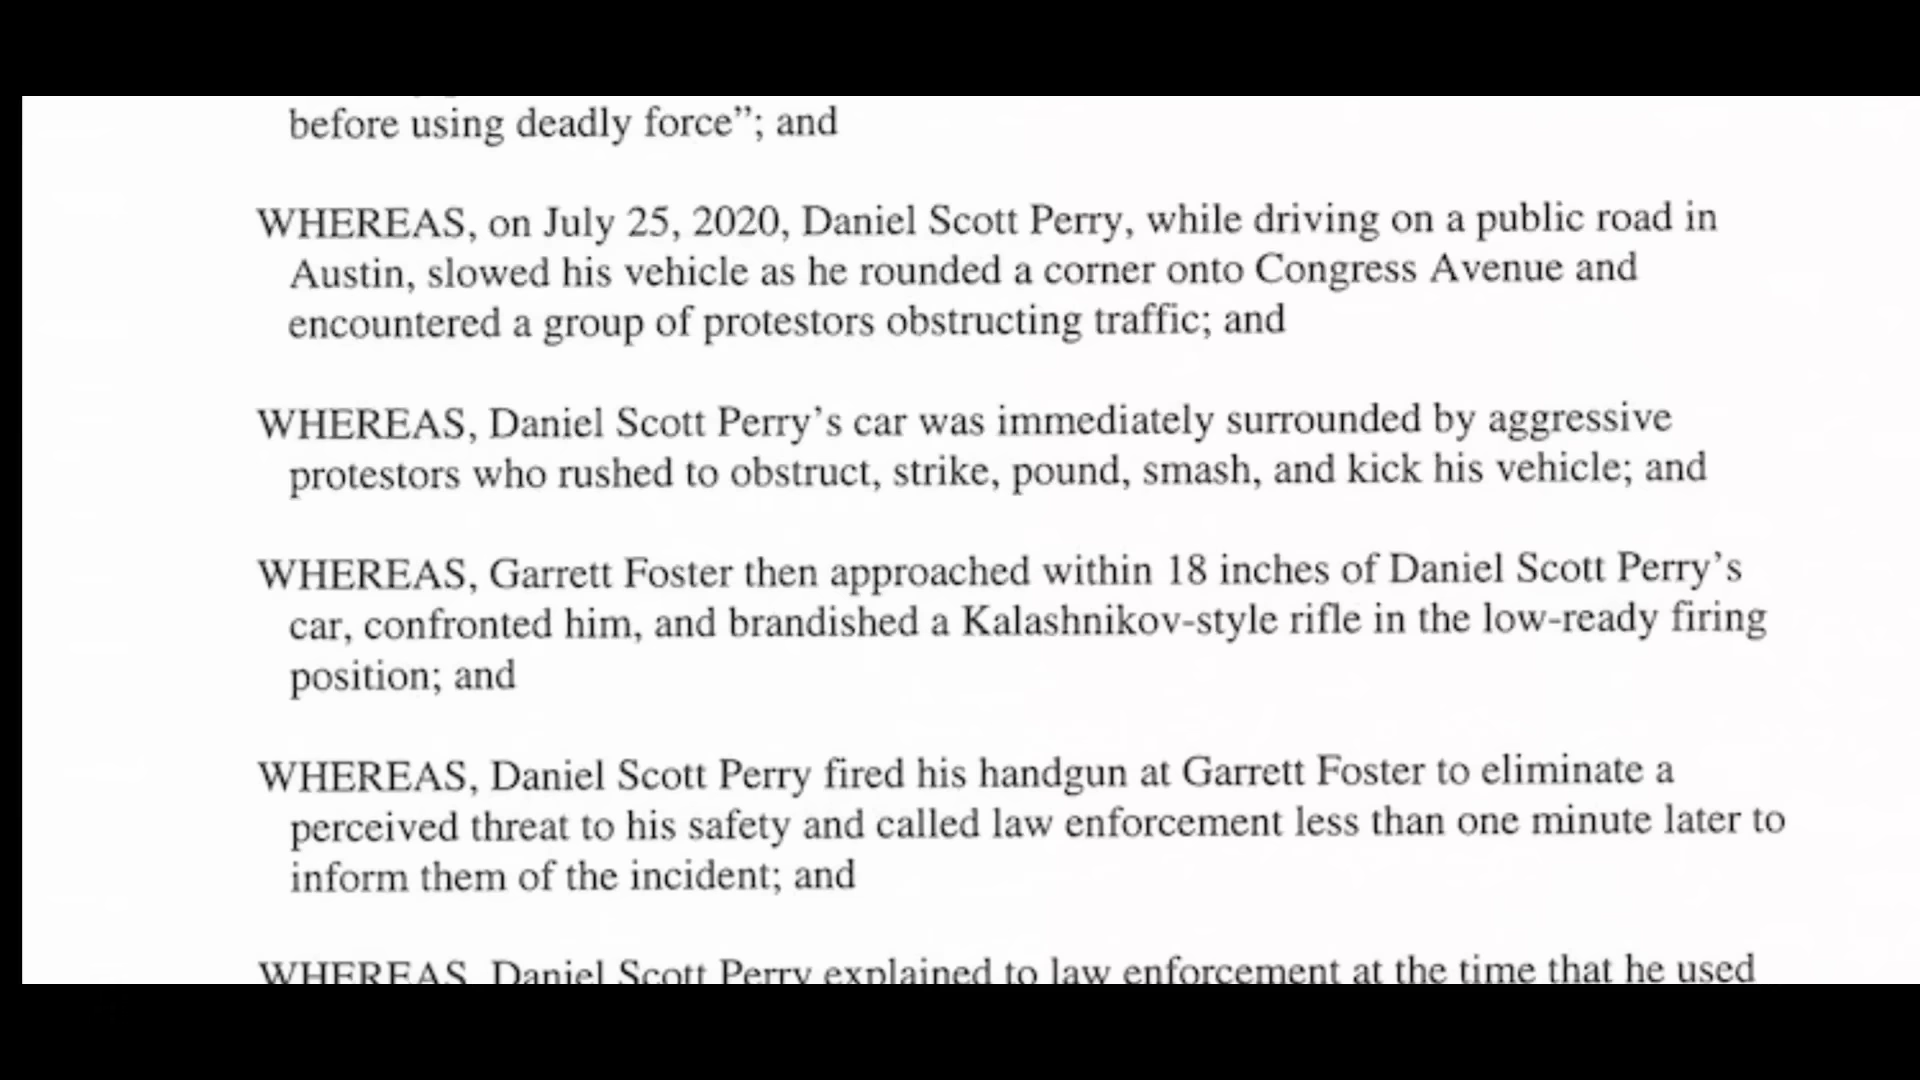 before using deadly force”; and
WHEREAS, on July 25, 2020, Daniel Scott Perry, while driving on a public road in
Austin, slowed his vehicle as he rounded a corner onto Congress Avenue and
encountered a group of protestors obstructing traffic; and
WHEREAS, Daniel Scott Perry’s car was immediately surrounded by aggressive
protestors who rushed to obstruct, strike, pound, smash, and kick his vehicle; and
WHEREAS, Garrett Foster then approached within 18 inches of Daniel Scott Perry’s
car, confronted him, and brandished a Kalashnikov-style rifle in the low-ready firing
position; and
WHEREAS, Daniel Scott Perry fired his handgun at Garrett Foster to eliminate a
perceived threat to his safety and called law enforcement less than one minute later to
inform them of the incident; and
WHEREAS, Daniel Scott Perry explained to law enforcement at the time that he used